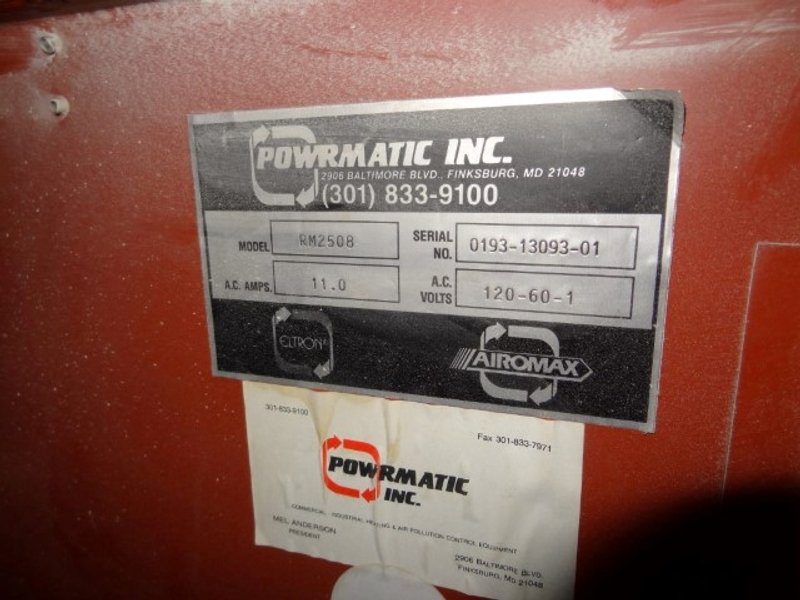 POWRMATIC INC.
2906 BALTIMORE BLVD., FINKSBURG, MD 21048
(301) 833-9100
MODEL RM2508
SERIAL NO. 0193-13093-01
A.C. AMPS. 11.0
A.C. VOLTS 120-60-1
ELTRON
AIROMAX
301-833-9100
Fax 301-833-7971
POWRMATIC
INC.
COMMERCIAL - INDUSTRIAL HEATING & AIR POLLUTION CONTROL EQUIPMENT
MEL ANDERSON
PRESIDENT
2906 BALTIMORE BLVD.
FINKSBURG, MD 21048